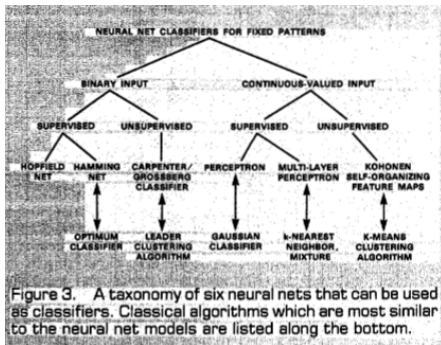 NEURAL NET CLASSIFIERS FOR FIXED PATTERNS
BINARY INPUT
CONTINUOUS-VALUED INPUT
SUPERVISED
UNSUPERVISED
SUPERVISED
UNSUPERVISED
HOPFIELD
NET
HAMMING
NET
CARPENTER/
GROSSBERG
CLASSIFIER
PERCEPTRON
MULTI-LAYER
PERCEPTRON
KOHONEN
SELF-ORGANIZING
FEATURE MAPS
OPTIMUM
CLASSIFIER
LEADER
CLUSTERING
ALGORITHM
GAUSSIAN
CLASSIFIER
k-NEAREST
NEIGHBOR,
MIXTURE
K-MEANS
CLUSTERING
ALGORITHM
Figure 3. A taxonomy of six neural nets that can be used
as classifiers. Classical algorithms which are most similar
to the neural net models are listed along the bottom.